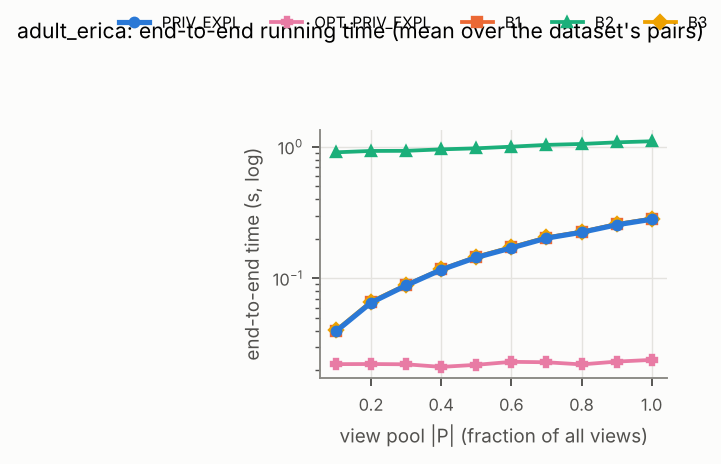 PRIV_EXPL OPT_PRIV_EXPL B1 B2 B3
adult_erica: end-to-end running time (mean over the dataset's pairs)
end-to-end time (s, log)
10⁰
10⁻¹
0.2 0.4 0.6 0.8 1.0
view pool |P| (fraction of all views)